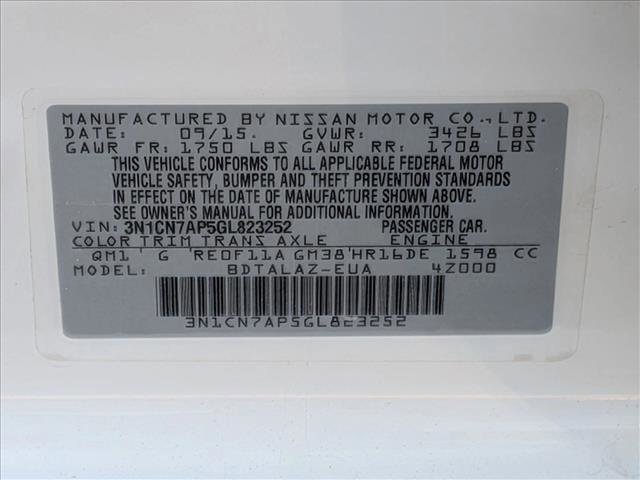 MANUFACTURED BY NISSAN MOTOR CO., LTD.
DATE: 09/15. GVWR: 3426 LBS
GAWR FR: 1750 LBS GAWR RR: 1708 LBS
THIS VEHICLE CONFORMS TO ALL APPLICABLE FEDERAL MOTOR
VEHICLE SAFETY, BUMPER AND THEFT PREVENTION STANDARDS
IN EFFECT ON THE DATE OF MANUFACTURE SHOWN ABOVE.
SEE OWNER'S MANUAL FOR ADDITIONAL INFORMATION.
VIN: 3N1CN7AP5GL823252 PASSENGER CAR.
COLOR TRIM TRANS AXLE ENGINE
QM1' G 'RE0F11A GM38'HR16DE 1598 CC
MODEL: BDTALAZ-EUA 4Z000
3N1CN7AP5GL823252